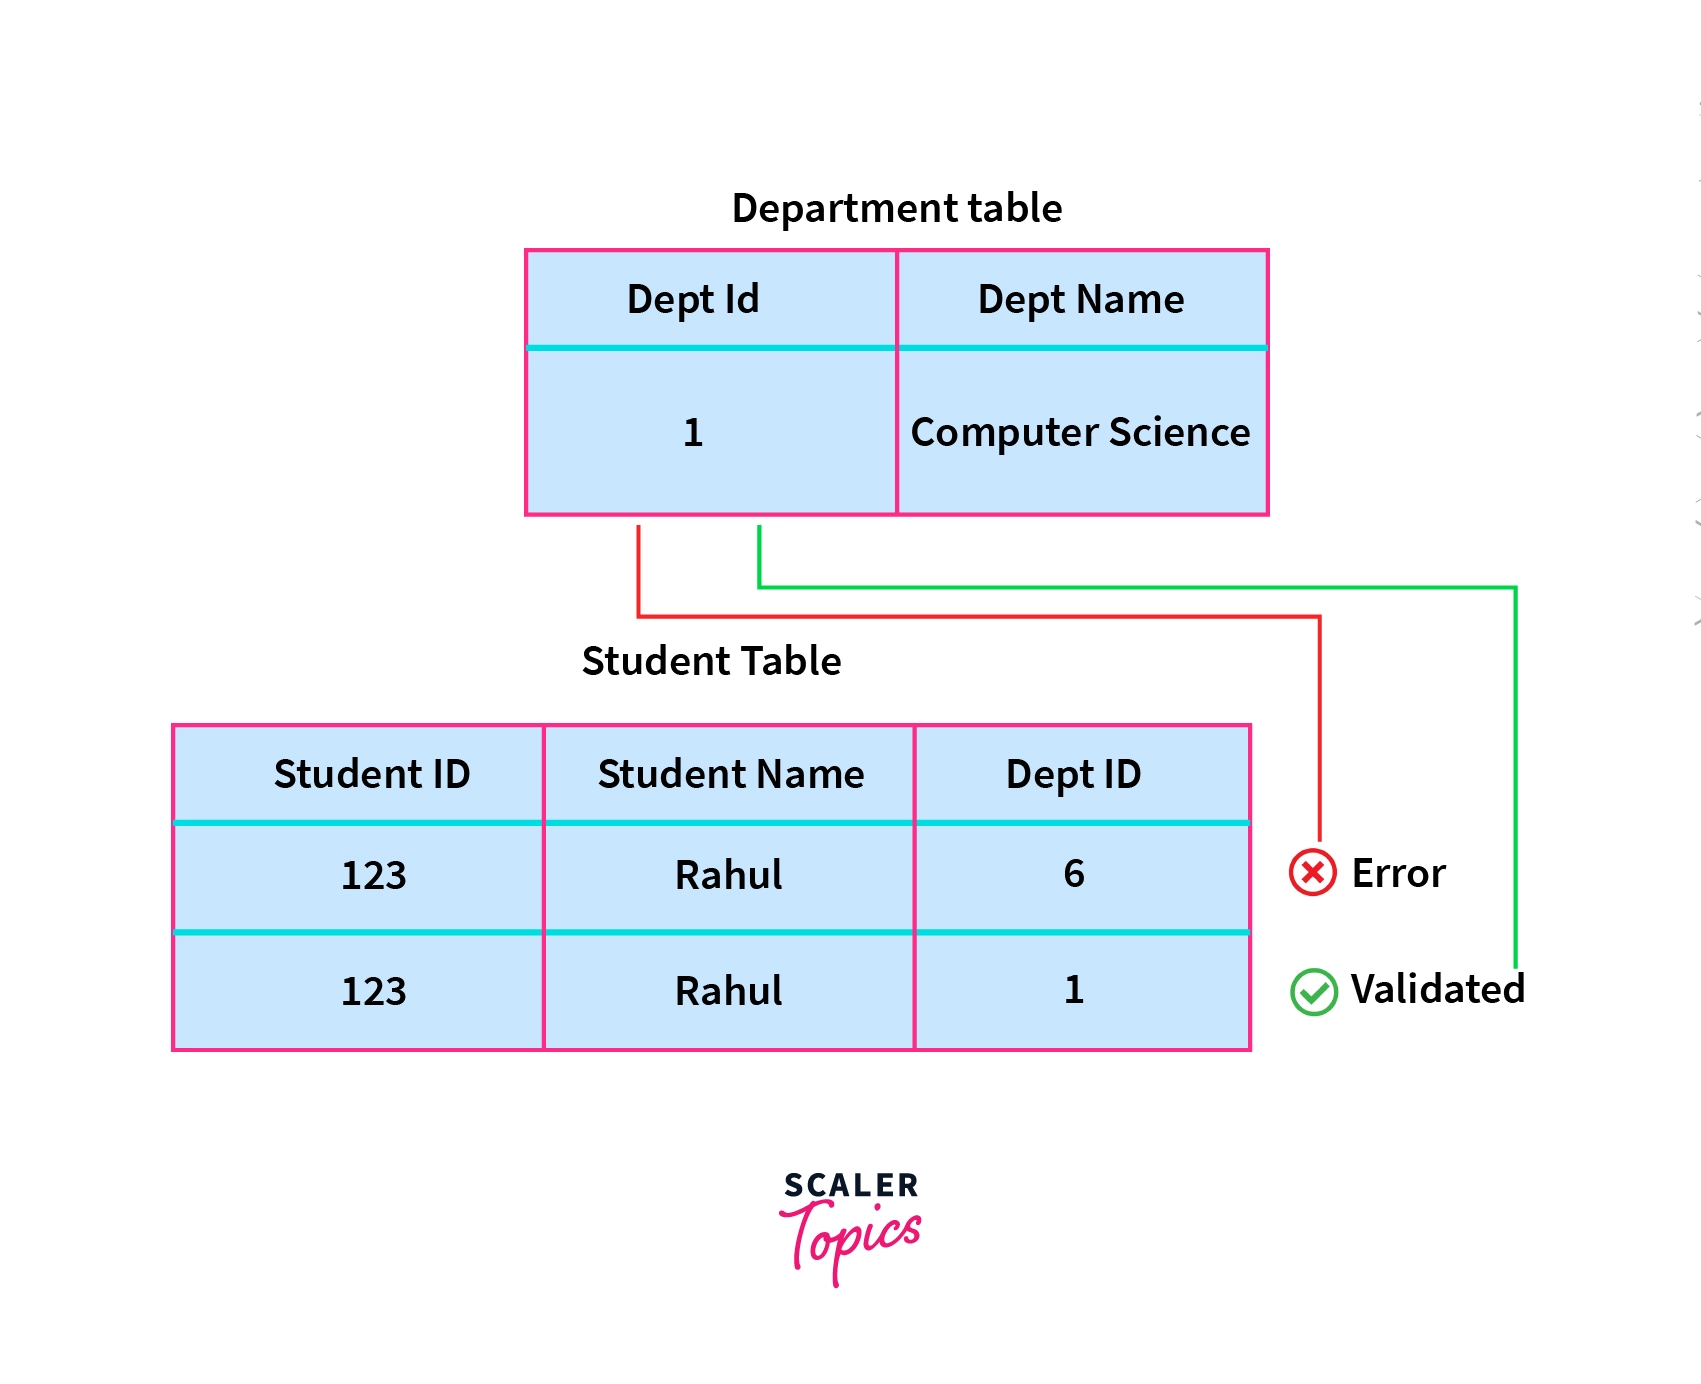 Department table
Dept Id Dept Name
1 Computer Science
Student Table
Student ID Student Name Dept ID
123 Rahul 6 Error
123 Rahul 1 Validated
SCALER
Topics